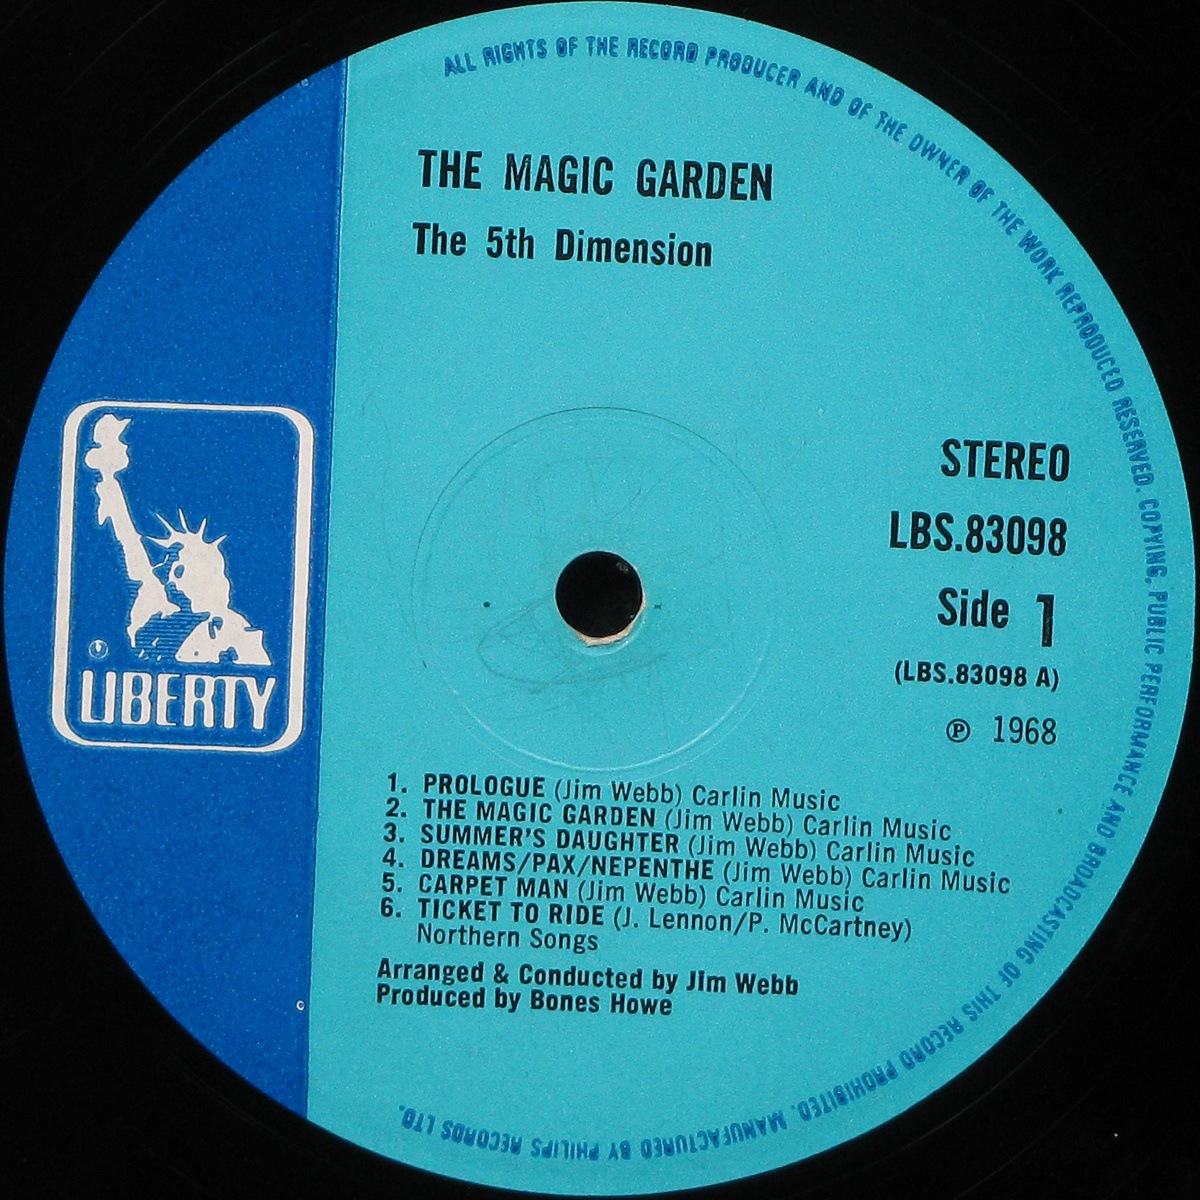 ALL RIGHTS OF THE RECORD PRODUCER AND OF THE OWNER OF THE WORK REPRODUCED RESERVED. COPYING, PUBLIC PERFORMANCE AND BROADCASTING OF THIS RECORD PROHIBITED. MANUFACTURED BY PHILIPS RECORDS LTD.
THE MAGIC GARDEN
The 5th Dimension
STEREO
LBS.83098
Side 1
(LBS.83098 A)
℗ 1968
LIBERTY
1. PROLOGUE (Jim Webb) Carlin Music
2. THE MAGIC GARDEN (Jim Webb) Carlin Music
3. SUMMER'S DAUGHTER (Jim Webb) Carlin Music
4. DREAMS/PAX/NEPENTHE (Jim Webb) Carlin Music
5. CARPET MAN (Jim Webb) Carlin Music
6. TICKET TO RIDE (J. Lennon/P. McCartney)
Northern Songs
Arranged & Conducted by Jim Webb
Produced by Bones Howe